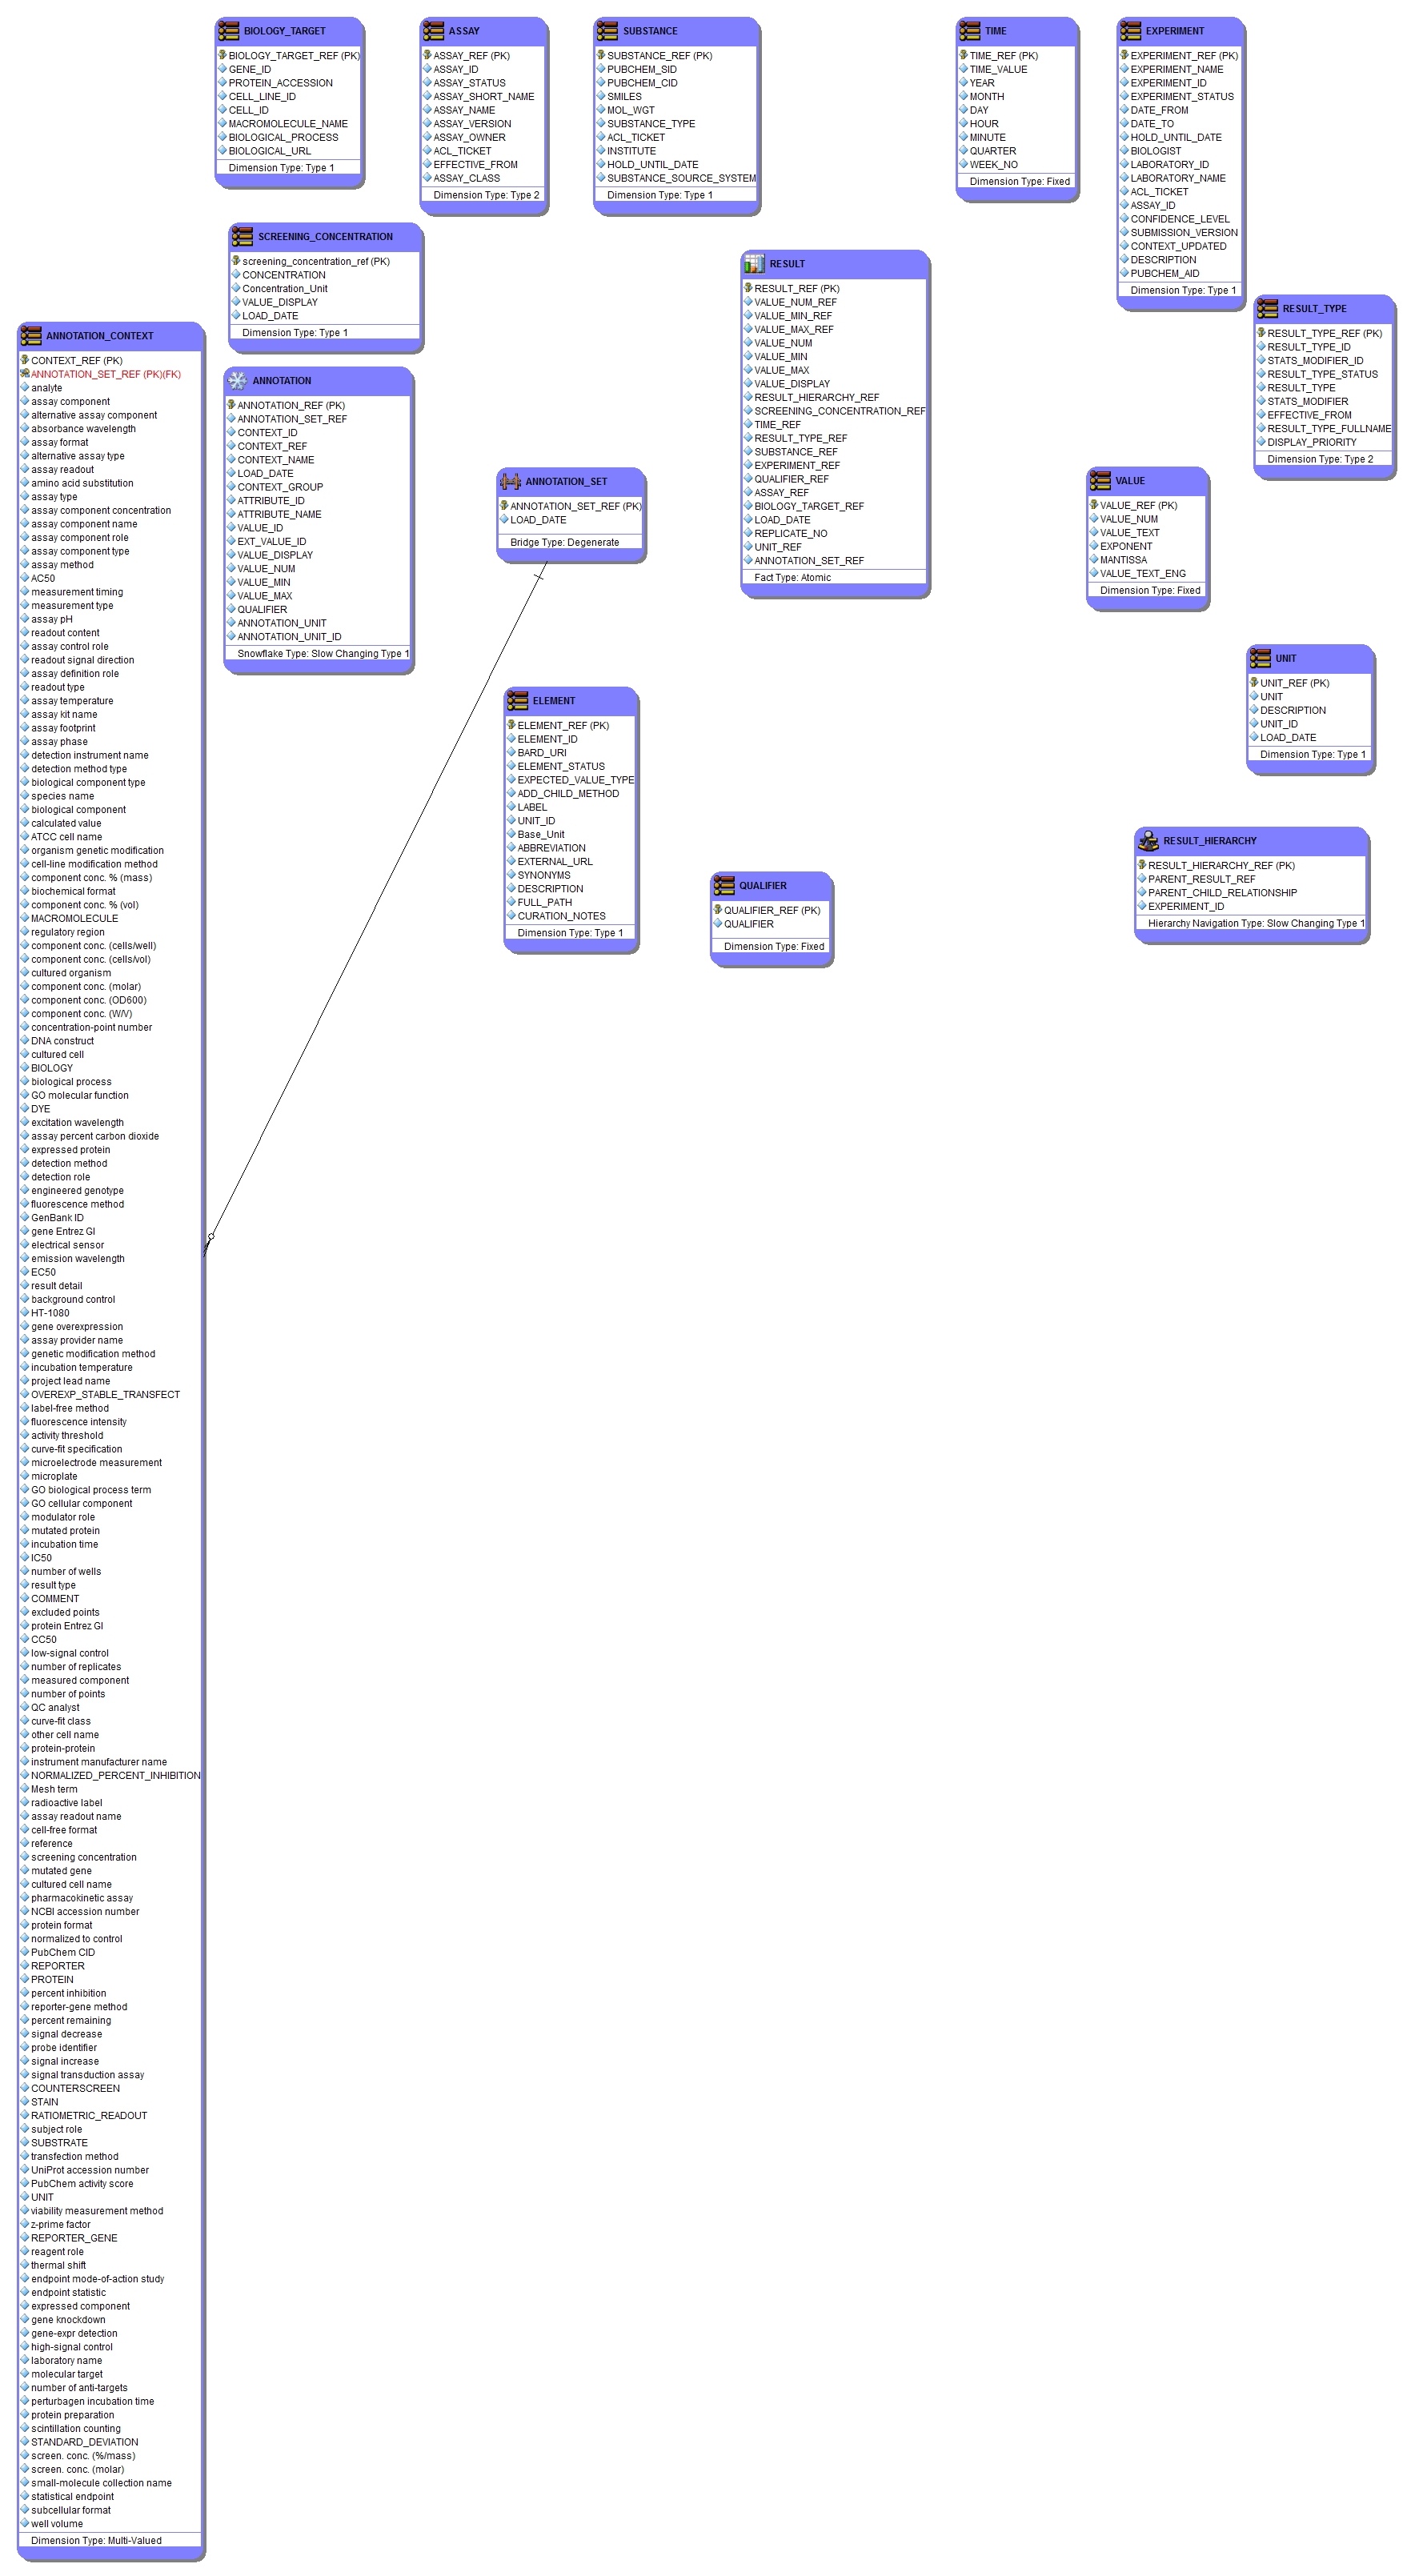 BIOLOGY_TARGET
BIOLOGY_TARGET_REF (PK)
GENE_ID
PROTEIN_ACCESSION
CELL_LINE_ID
CELL_ID
MACROMOLECULE_NAME
BIOLOGICAL_PROCESS
BIOLOGICAL_URL
Dimension Type: Type 1
ASSAY
ASSAY_REF (PK)
ASSAY_ID
ASSAY_STATUS
ASSAY_SHORT_NAME
ASSAY_NAME
ASSAY_VERSION
ASSAY_OWNER
ACL_TICKET
EFFECTIVE_FROM
ASSAY_CLASS
Dimension Type: Type 2
SUBSTANCE
SUBSTANCE_REF (PK)
PUBCHEM_SID
PUBCHEM_CID
SMILES
MOL_WGT
SUBSTANCE_TYPE
ACL_TICKET
INSTITUTE
HOLD_UNTIL_DATE
SUBSTANCE_SOURCE_SYSTEM
Dimension Type: Type 1
TIME
TIME_REF (PK)
TIME_VALUE
YEAR
MONTH
DAY
HOUR
MINUTE
QUARTER
WEEK_NO
Dimension Type: Fixed
EXPERIMENT
EXPERIMENT_REF (PK)
EXPERIMENT_NAME
EXPERIMENT_ID
EXPERIMENT_STATUS
DATE_FROM
DATE_TO
HOLD_UNTIL_DATE
BIOLOGIST
LABORATORY_ID
LABORATORY_NAME
ACL_TICKET
ASSAY_ID
CONFIDENCE_LEVEL
SUBMISSION_VERSION
CONTEXT_UPDATED
DESCRIPTION
PUBCHEM_AID
Dimension Type: Type 1
SCREENING_CONCENTRATION
screening_concentration_ref (PK)
CONCENTRATION
Concentration_Unit
VALUE_DISPLAY
LOAD_DATE
Dimension Type: Type 1
RESULT
RESULT_REF (PK)
VALUE_NUM_REF
VALUE_MIN_REF
VALUE_MAX_REF
VALUE_NUM
VALUE_MIN
VALUE_MAX
VALUE_DISPLAY
RESULT_HIERARCHY_REF
SCREENING_CONCENTRATION_REF
TIME_REF
RESULT_TYPE_REF
SUBSTANCE_REF
EXPERIMENT_REF
QUALIFIER_REF
ASSAY_REF
BIOLOGY_TARGET_REF
LOAD_DATE
REPLICATE_NO
UNIT_REF
ANNOTATION_SET_REF
Fact Type: Atomic
RESULT_TYPE
RESULT_TYPE_REF (PK)
RESULT_TYPE_ID
STATS_MODIFIER_ID
RESULT_TYPE_STATUS
RESULT_TYPE
STATS_MODIFIER
EFFECTIVE_FROM
RESULT_TYPE_FULLNAME
DISPLAY_PRIORITY
Dimension Type: Type 2
ANNOTATION_CONTEXT
CONTEXT_REF (PK)
ANNOTATION_SET_REF (PK)(FK)
analyte
assay component
alternative assay component
absorbance wavelength
assay format
alternative assay type
assay readout
amino acid substitution
assay type
assay component concentration
assay component name
assay component role
assay component type
assay method
AC50
measurement timing
measurement type
assay pH
readout content
assay control role
readout signal direction
assay definition role
readout type
assay temperature
assay kit name
assay footprint
assay phase
detection instrument name
detection method type
biological component type
species name
biological component
calculated value
ATCC cell name
organism genetic modification
cell-line modification method
component conc. % (mass)
biochemical format
component conc. % (vol)
MACROMOLECULE
regulatory region
component conc. (cells/well)
component conc. (cells/vol)
cultured organism
component conc. (molar)
component conc. (OD600)
component conc. (W/V)
concentration-point number
DNA construct
cultured cell
BIOLOGY
biological process
GO molecular function
DYE
excitation wavelength
assay percent carbon dioxide
expressed protein
detection method
detection role
engineered genotype
fluorescence method
GenBank ID
gene Entrez GI
electrical sensor
emission wavelength
EC50
result detail
background control
HT-1080
gene overexpression
assay provider name
genetic modification method
incubation temperature
project lead name
OVEREXP_STABLE_TRANSFECT
label-free method
fluorescence intensity
activity threshold
curve-fit specification
microelectrode measurement
microplate
GO biological process term
GO cellular component
modulator role
mutated protein
incubation time
IC50
number of wells
result type
COMMENT
excluded points
protein Entrez GI
CC50
low-signal control
number of replicates
measured component
number of points
QC analyst
curve-fit class
other cell name
protein-protein
instrument manufacturer name
NORMALIZED_PERCENT_INHIBITION
Mesh term
radioactive label
assay readout name
cell-free format
reference
screening concentration
mutated gene
cultured cell name
pharmacokinetic assay
NCBI accession number
protein format
normalized to control
PubChem CID
REPORTER
PROTEIN
percent inhibition
reporter-gene method
percent remaining
signal decrease
probe identifier
signal increase
signal transduction assay
COUNTERSCREEN
STAIN
RATIOMETRIC_READOUT
subject role
SUBSTRATE
transfection method
UniProt accession number
PubChem activity score
UNIT
viability measurement method
z-prime factor
REPORTER_GENE
reagent role
thermal shift
endpoint mode-of-action study
endpoint statistic
expressed component
gene knockdown
gene-expr detection
high-signal control
laboratory name
molecular target
number of anti-targets
perturbagen incubation time
protein preparation
scintillation counting
STANDARD_DEVIATION
screen. conc. (%/mass)
screen. conc. (molar)
small-molecule collection name
statistical endpoint
subcellular format
well volume
Dimension Type: Multi-Valued
ANNOTATION
ANNOTATION_REF (PK)
ANNOTATION_SET_REF
CONTEXT_ID
CONTEXT_REF
CONTEXT_NAME
LOAD_DATE
CONTEXT_GROUP
ATTRIBUTE_ID
ATTRIBUTE_NAME
VALUE_ID
EXT_VALUE_ID
VALUE_DISPLAY
VALUE_NUM
VALUE_MIN
VALUE_MAX
QUALIFIER
ANNOTATION_UNIT
ANNOTATION_UNIT_ID
Snowflake Type: Slow Changing Type 1
ANNOTATION_SET
ANNOTATION_SET_REF (PK)
LOAD_DATE
Bridge Type: Degenerate
VALUE
VALUE_REF (PK)
VALUE_NUM
VALUE_TEXT
EXPONENT
MANTISSA
VALUE_TEXT_ENG
Dimension Type: Fixed
UNIT
UNIT_REF (PK)
UNIT
DESCRIPTION
UNIT_ID
LOAD_DATE
Dimension Type: Type 1
ELEMENT
ELEMENT_REF (PK)
ELEMENT_ID
BARD_URI
ELEMENT_STATUS
EXPECTED_VALUE_TYPE
ADD_CHILD_METHOD
LABEL
UNIT_ID
Base_Unit
ABBREVIATION
EXTERNAL_URL
SYNONYMS
DESCRIPTION
FULL_PATH
CURATION_NOTES
Dimension Type: Type 1
QUALIFIER
QUALIFIER_REF (PK)
QUALIFIER
Dimension Type: Fixed
RESULT_HIERARCHY
RESULT_HIERARCHY_REF (PK)
PARENT_RESULT_REF
PARENT_CHILD_RELATIONSHIP
EXPERIMENT_ID
Hierarchy Navigation Type: Slow Changing Type 1